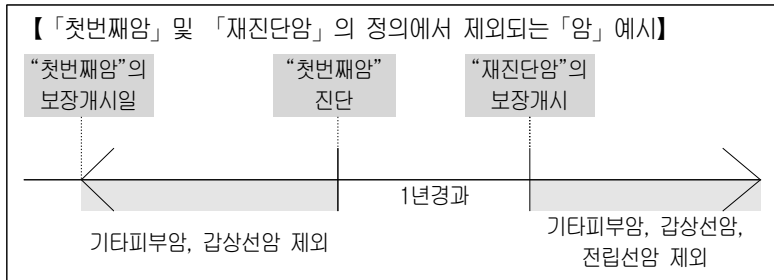 【「첫번째암」 및 「재진단암」의 정의에서 제외되는「암」예시】
“첫번째암”의
보장개시일
“첫번째암”
진단
“재진단암”의
보장개시
1년경과
기타피부암, 갑상선암 제외
기타피부암, 갑상선암,
전립선암 제외